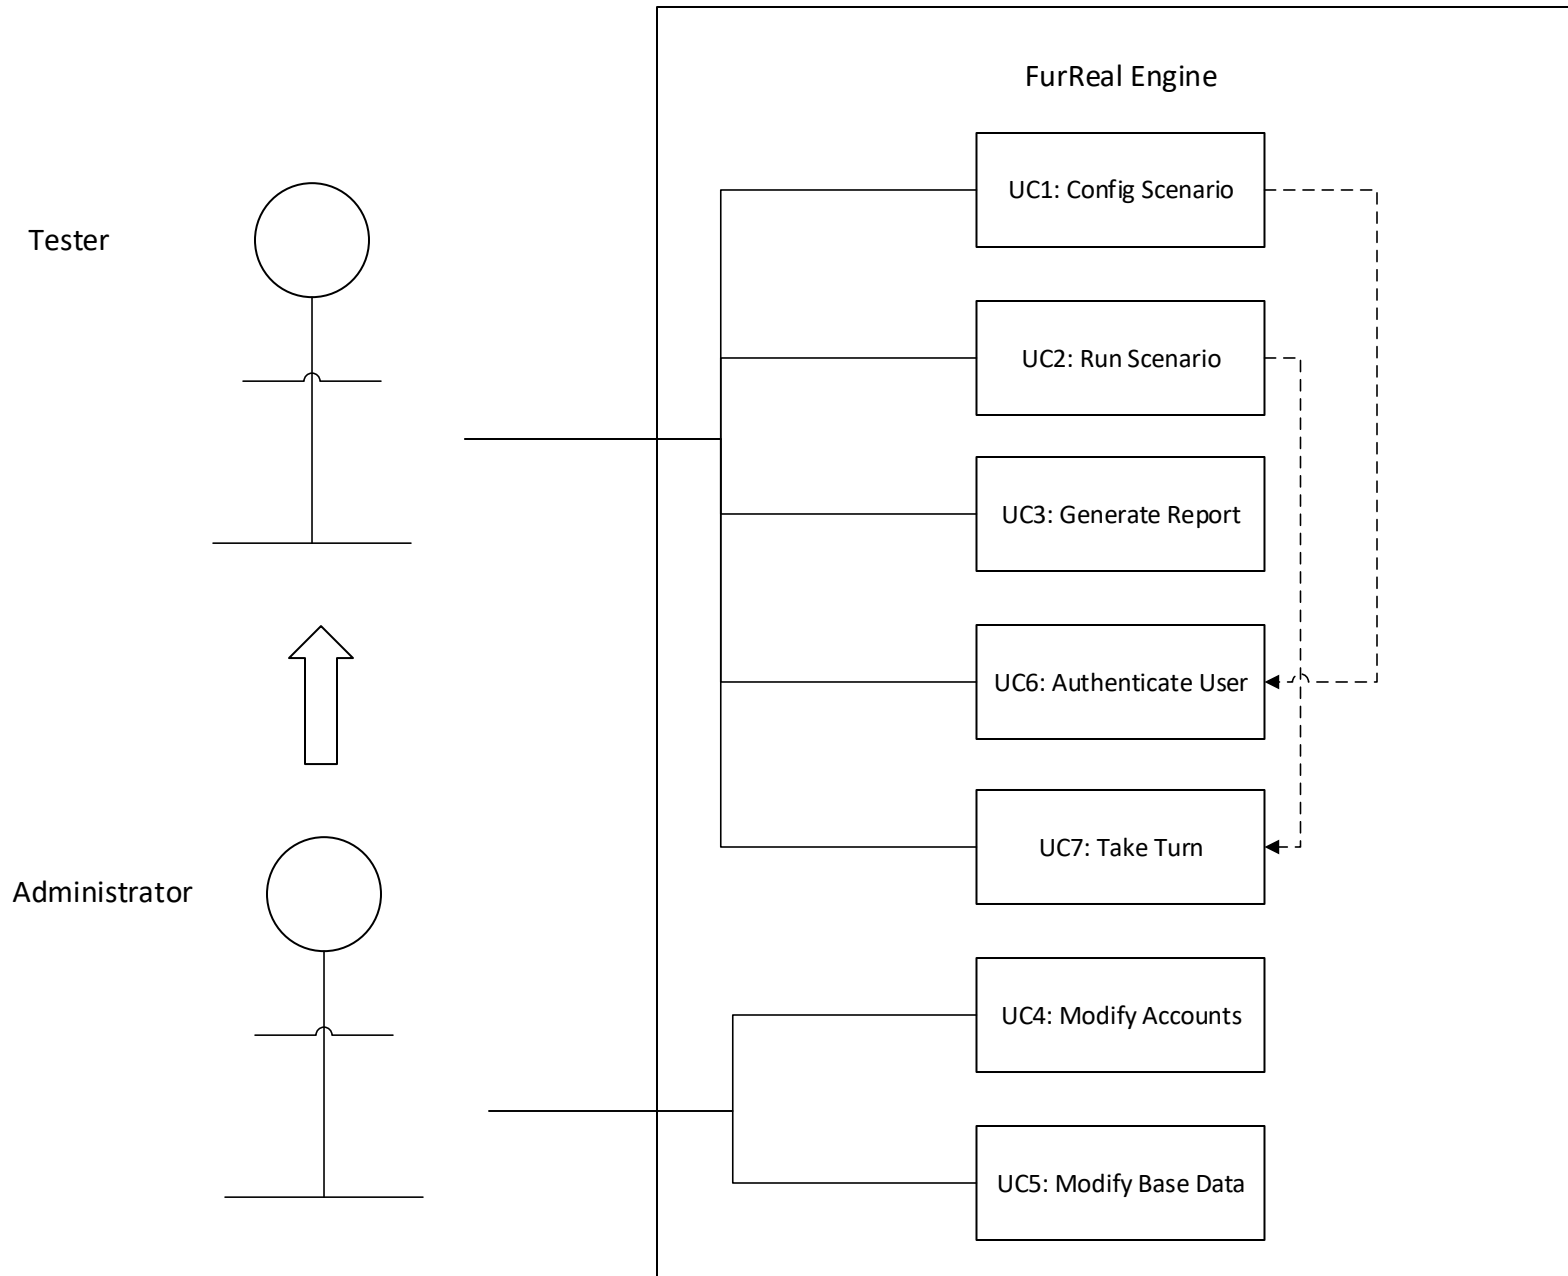 FurReal Engine
UC1: Config Scenario
Tester
UC2: Run Scenario
UC3: Generate Report
UC6: Authenticate User
UC7: Take Turn
Administrator
UC4: Modify Accounts
UC5: Modify Base Data